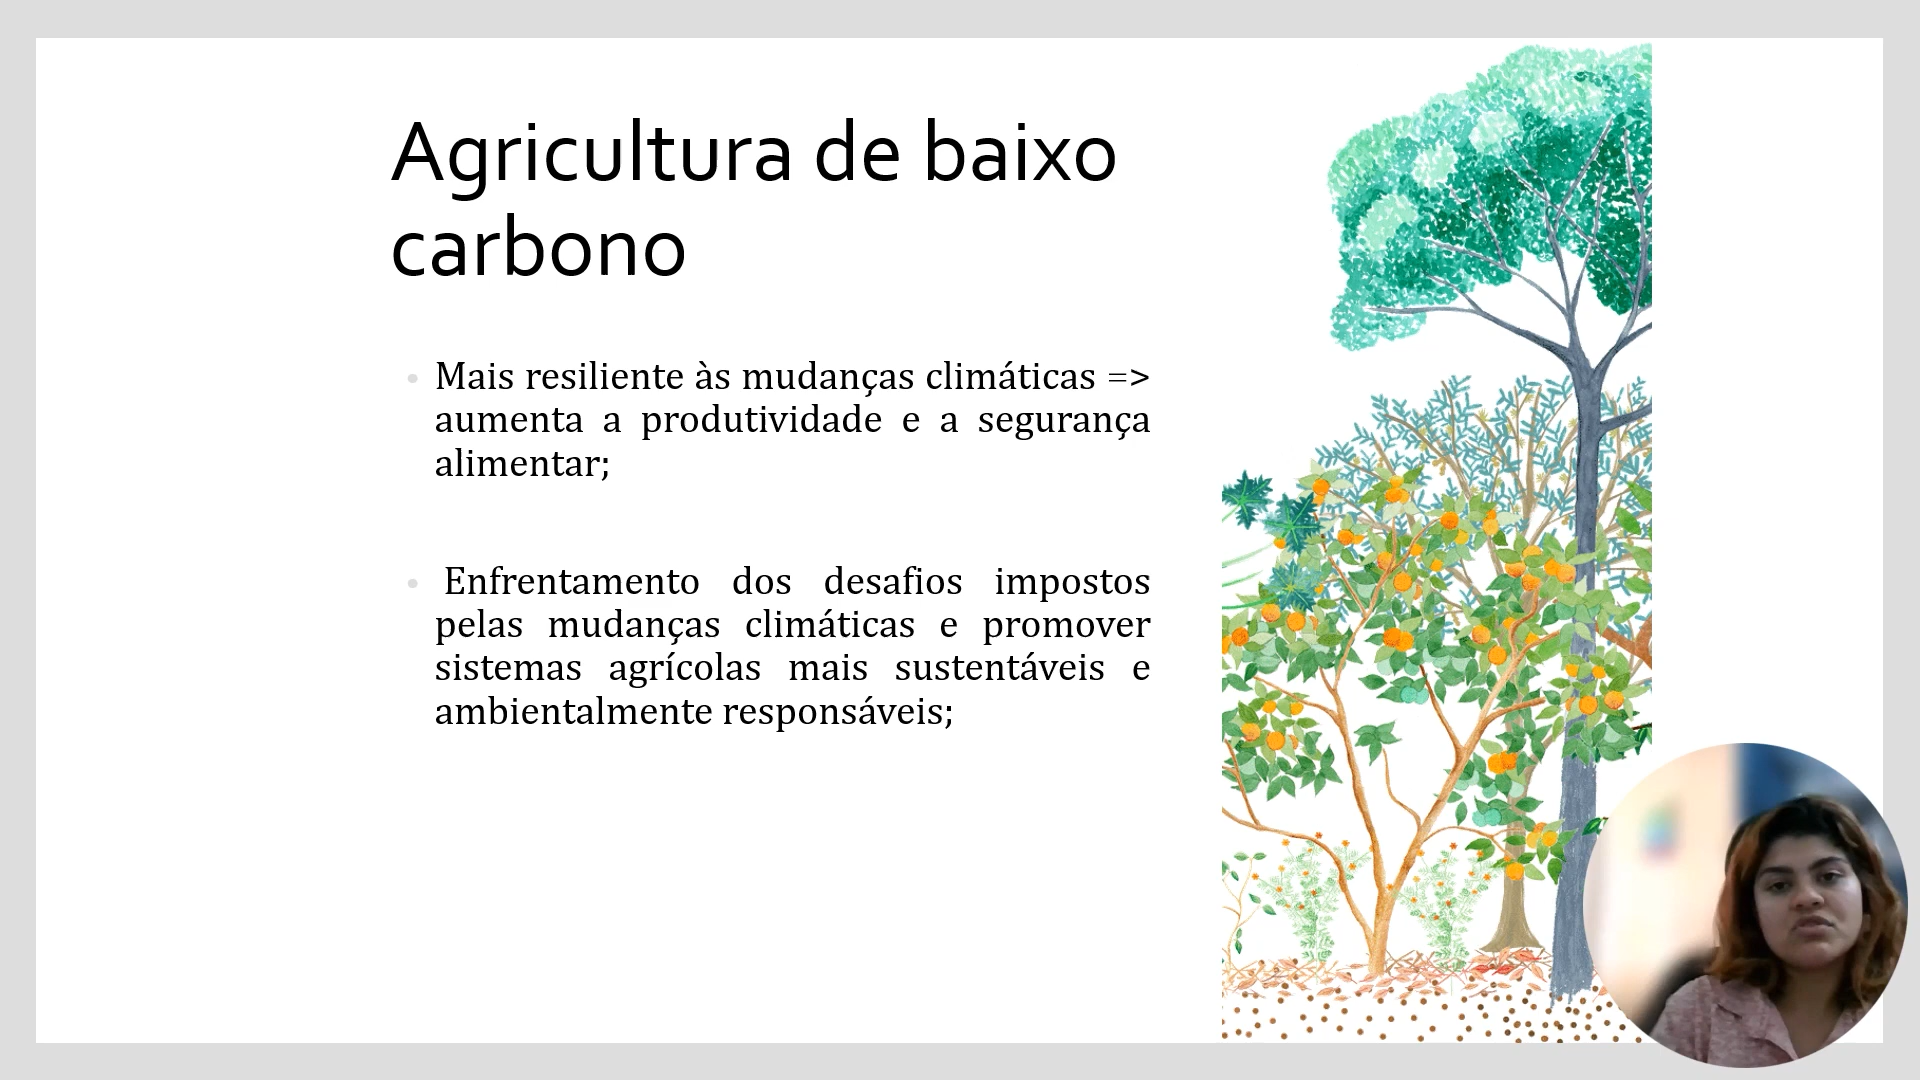 Agricultura de baixo
carbono
• Mais resiliente às mudanças climáticas =>
aumenta a produtividade e a segurança
alimentar;
• Enfrentamento dos desafios impostos
pelas mudanças climáticas e promover
sistemas agrícolas mais sustentáveis e
ambientalmente responsáveis;